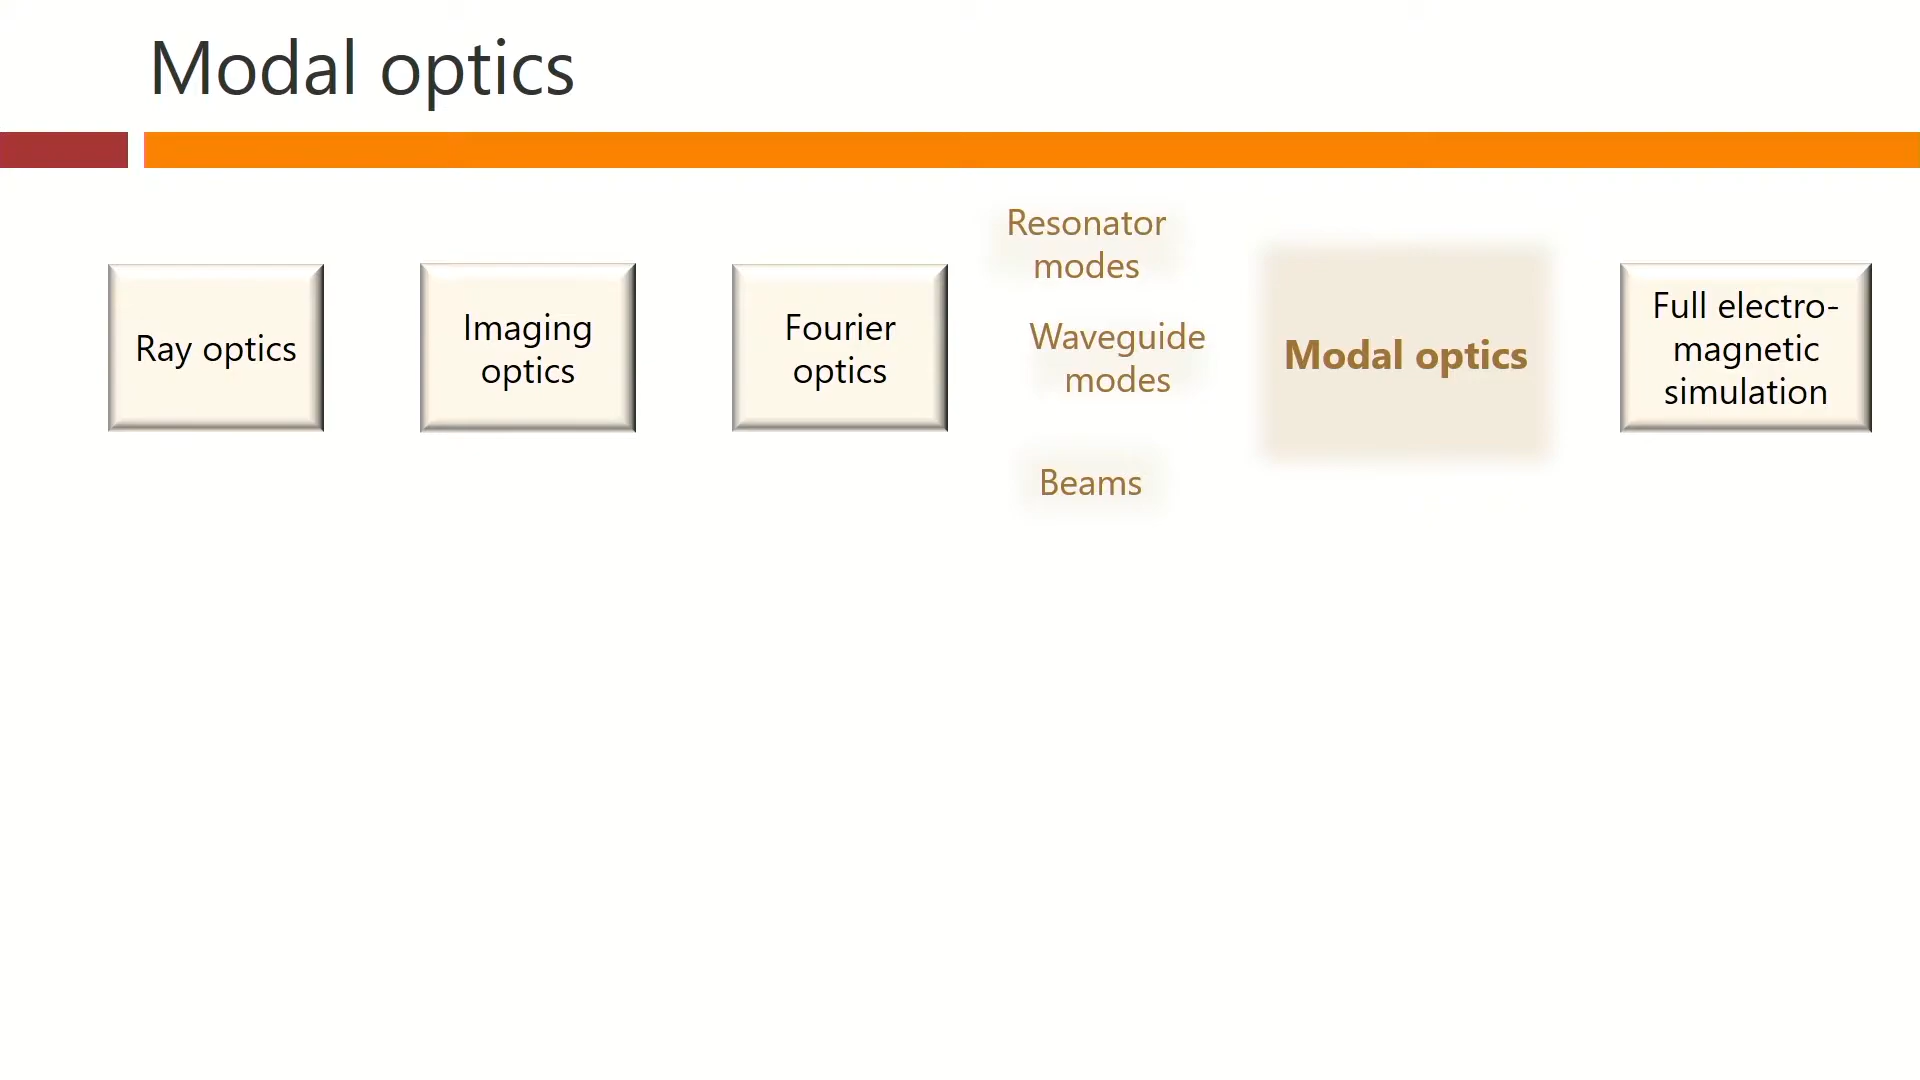 Modal optics
Ray optics
Imaging
optics
Fourier
optics
Resonator
modes
Waveguide
modes
Beams
Modal optics
Full electro-
magnetic
simulation